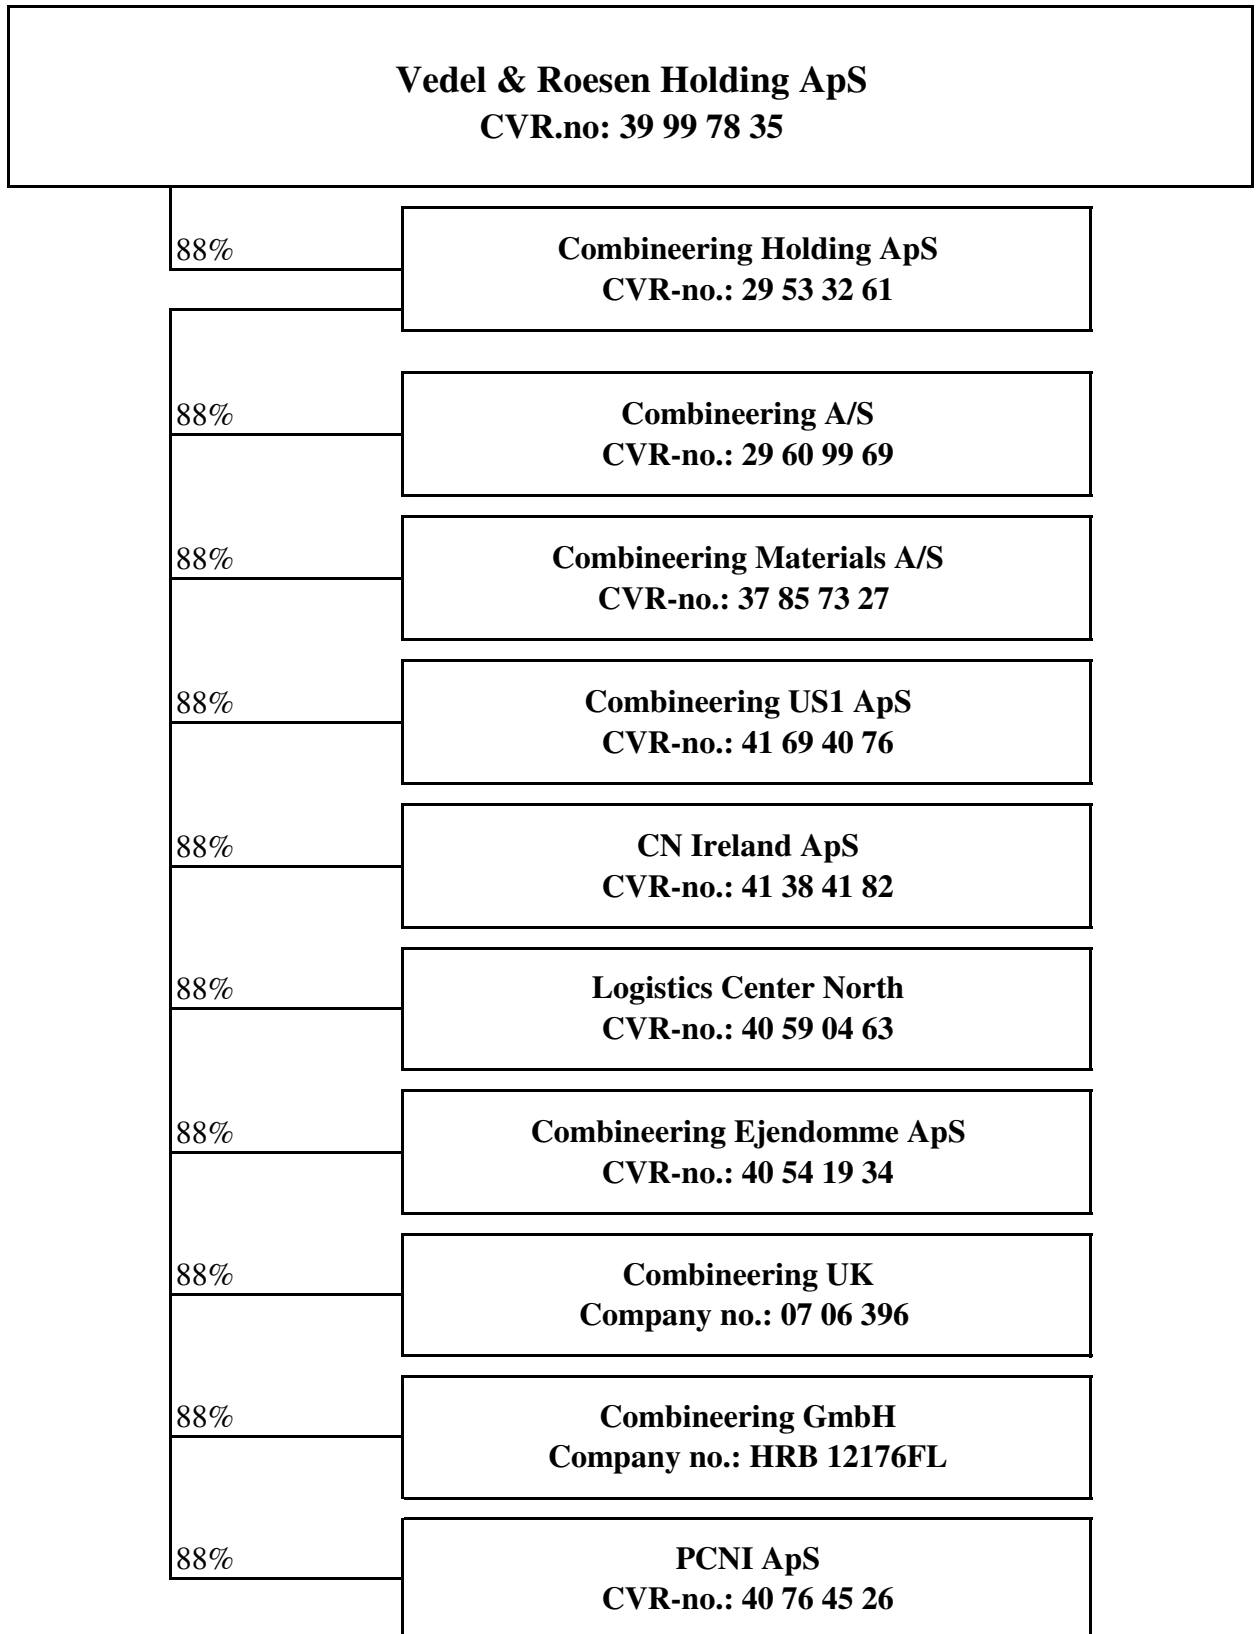 Vedel & Roesen Holding ApS
CVR.no: 39 99 78 35
88%
Combineering Holding ApS
CVR-no.: 29 53 32 61
88%
Combineering A/S
CVR-no.: 29 60 99 69
88%
Combineering Materials A/S
CVR-no.: 37 85 73 27
88%
Combineering US1 ApS
CVR-no.: 41 69 40 76
88%
CN Ireland ApS
CVR-no.: 41 38 41 82
88%
Logistics Center North
CVR-no.: 40 59 04 63
88%
Combineering Ejendomme ApS
CVR-no.: 40 54 19 34
88%
Combineering UK
Company no.: 07 06 396
88%
Combineering GmbH
Company no.: HRB 12176FL
88%
PCNI ApS
CVR-no.: 40 76 45 26